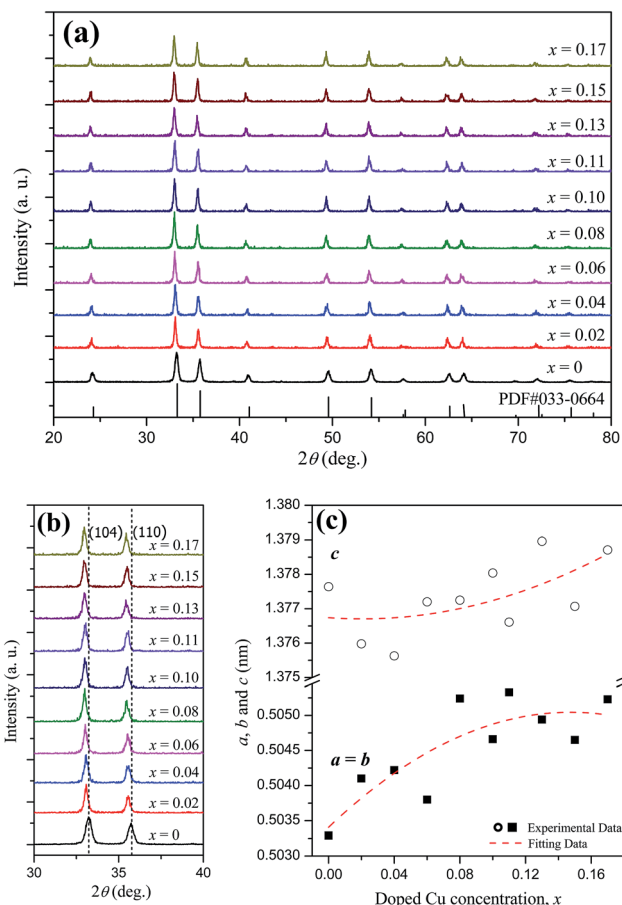 (a)
x = 0.17
x = 0.15
x = 0.13
x = 0.11
x = 0.10
x = 0.08
x = 0.06
x = 0.04
x = 0.02
x = 0
PDF#033-0664
Intensity (a. u.)
20 30 40 50 60 70 80
2θ (deg.)
(b)
(104) (110)
x = 0.17
x = 0.15
x = 0.13
x = 0.11
x = 0.10
x = 0.08
x = 0.06
x = 0.04
x = 0.02
x = 0
Intensity (a. u.)
30 35 40
2θ (deg.)
(c)
1.380
1.379
1.378
1.377
1.376
1.375
0.5050
0.5045
0.5040
0.5035
0.5030
a, b and c (nm)
c
a = b
Experimental Data
Fitting Data
0.00 0.04 0.08 0.12 0.16
Doped Cu concentration, x